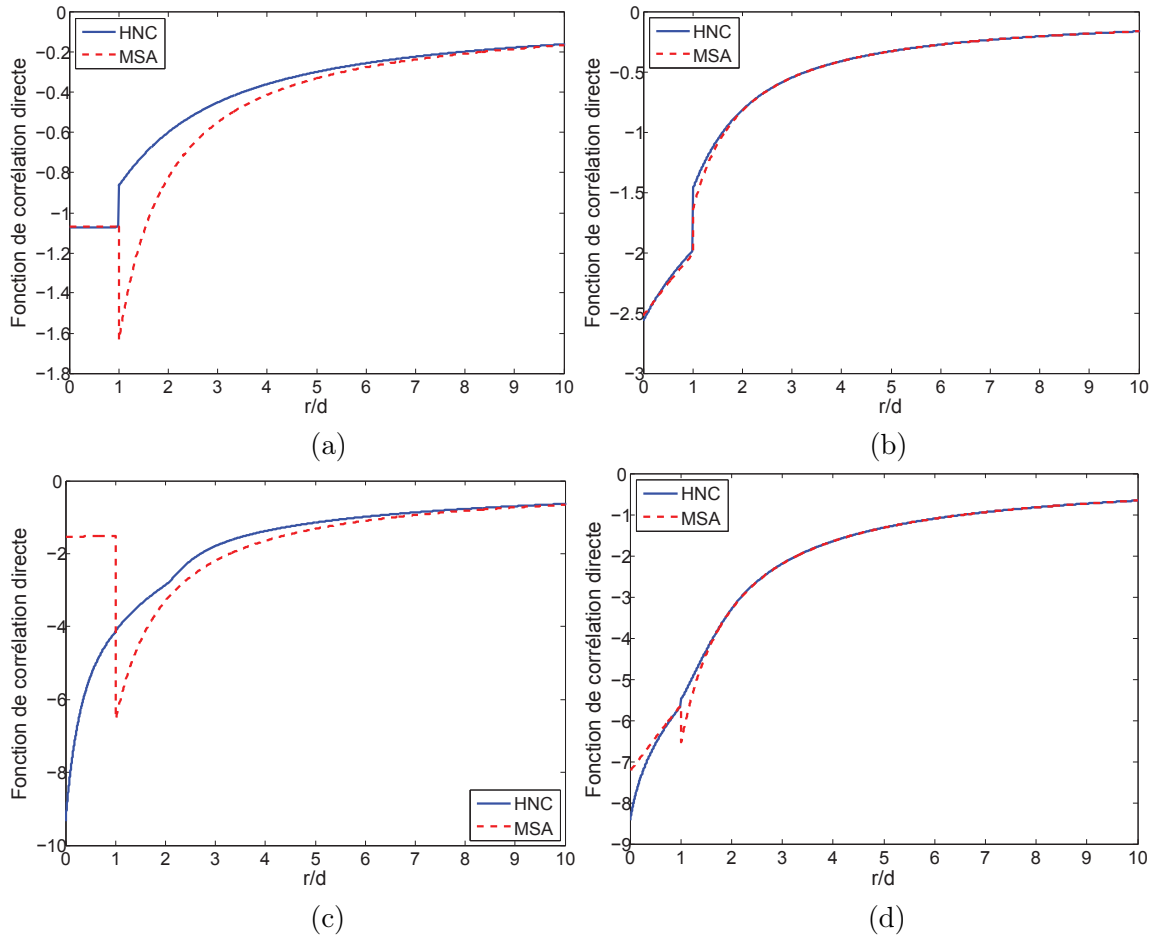 HNC
MSA
Fonction de corrélation directe
0
−0.2
−0.4
−0.6
−0.8
−1
−1.2
−1.4
−1.6
−1.8
0 1 2 3 4 5 6 7 8 9 10
r/d
(a)
HNC
MSA
Fonction de corrélation directe
0
−0.5
−1
−1.5
−2
−2.5
−3
0 1 2 3 4 5 6 7 8 9 10
r/d
(b)
HNC
MSA
Fonction de corrélation directe
0
−2
−4
−6
−8
−10
0 1 2 3 4 5 6 7 8 9 10
r/d
(c)
HNC
MSA
Fonction de corrélation directe
0
−1
−2
−3
−4
−5
−6
−7
−8
−9
0 1 2 3 4 5 6 7 8 9 10
r/d
(d)